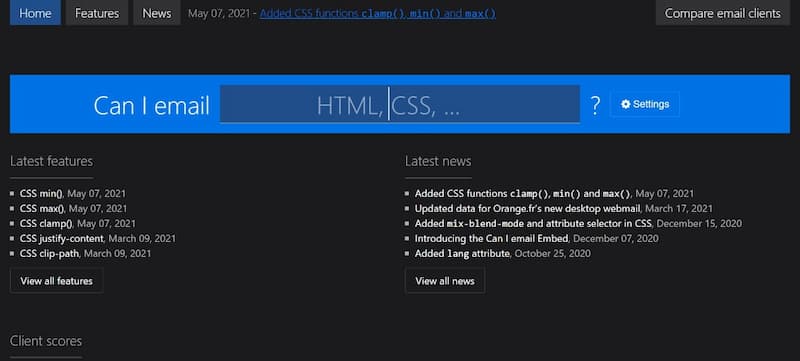 Home Features News May 07, 2021 - Added CSS functions clamp(), min() and max() Compare email clients
Can I email HTML, CSS, ... ? Settings
Latest features
CSS min(), May 07, 2021
CSS max(), May 07, 2021
CSS clamp(), May 07, 2021
CSS justify-content, March 09, 2021
CSS clip-path, March 09, 2021
View all features
Latest news
Added CSS functions clamp(), min() and max(), May 07, 2021
Updated data for Orange.fr's new desktop webmail, March 17, 2021
Added mix-blend-mode and attribute selector in CSS, December 15, 2020
Introducing the Can I email Embed, December 07, 2020
Added lang attribute, October 25, 2020
View all news
Client scores